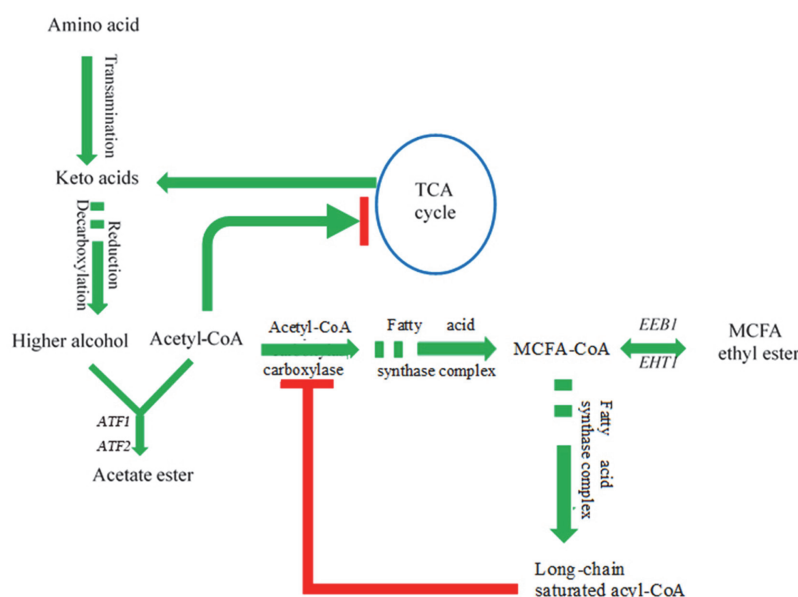 Amino acid
Transamination
Keto acids
TCA
cycle
Reduction
Decarboxylation
Higher alcohol
Acetyl-CoA
Acetyl-CoA
carboxylase
Fatty acid
synthase complex
MCFA-CoA
EEB1
EHT1
MCFA
ethyl ester
ATF1
ATF2
Acetate ester
Fatty acid
synthase complex
Long-chain
saturated acyl-CoA